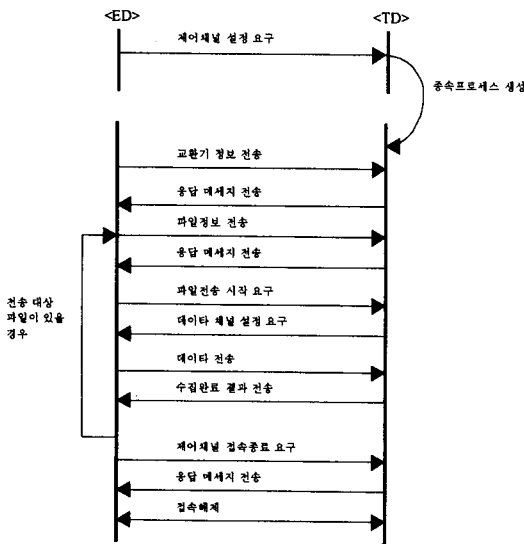 <ED> <TD>
제어채널 설정 요구
종속프로세스 생성
교환기 정보 전송
응답 메세지 전송
파일정보 전송
응답 메세지 전송
전송 대상
파일이 있을
경우
파일전송 시작 요구
데이타 채널 설정 요구
데이타 전송
수집완료 결과 전송
제어채널 접속종료 요구
응답 메세지 전송
접속해제